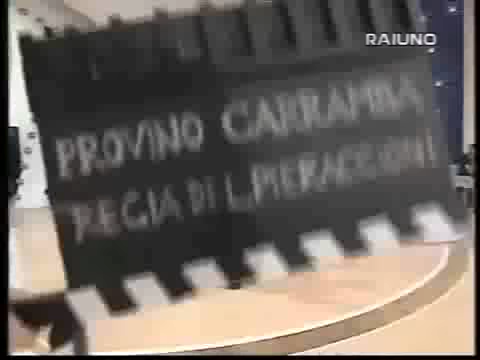 RAIUNO
PROVINO CARRAMBA
REGIA DI L. PIERACCIONI